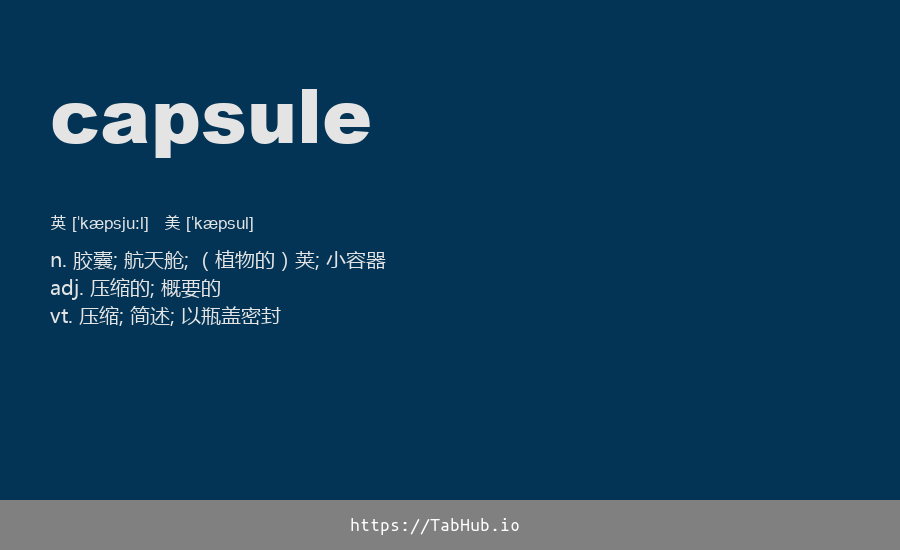 capsule
英 [ˈkæpsjuːl]   美 [ˈkæpsul]
n. 胶囊; 航天舱; （植物的）荚; 小容器
adj. 压缩的; 概要的
vt. 压缩; 简述; 以瓶盖密封
https://TabHub.io